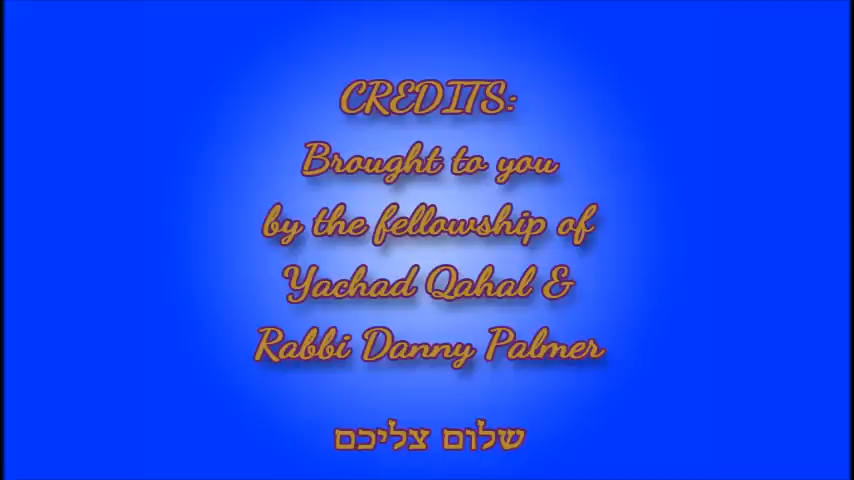 CREDITS:
Brought to you
by the fellowship of
Yachad Qahal &
Rabbi Danny Palmer
שלום צליכם